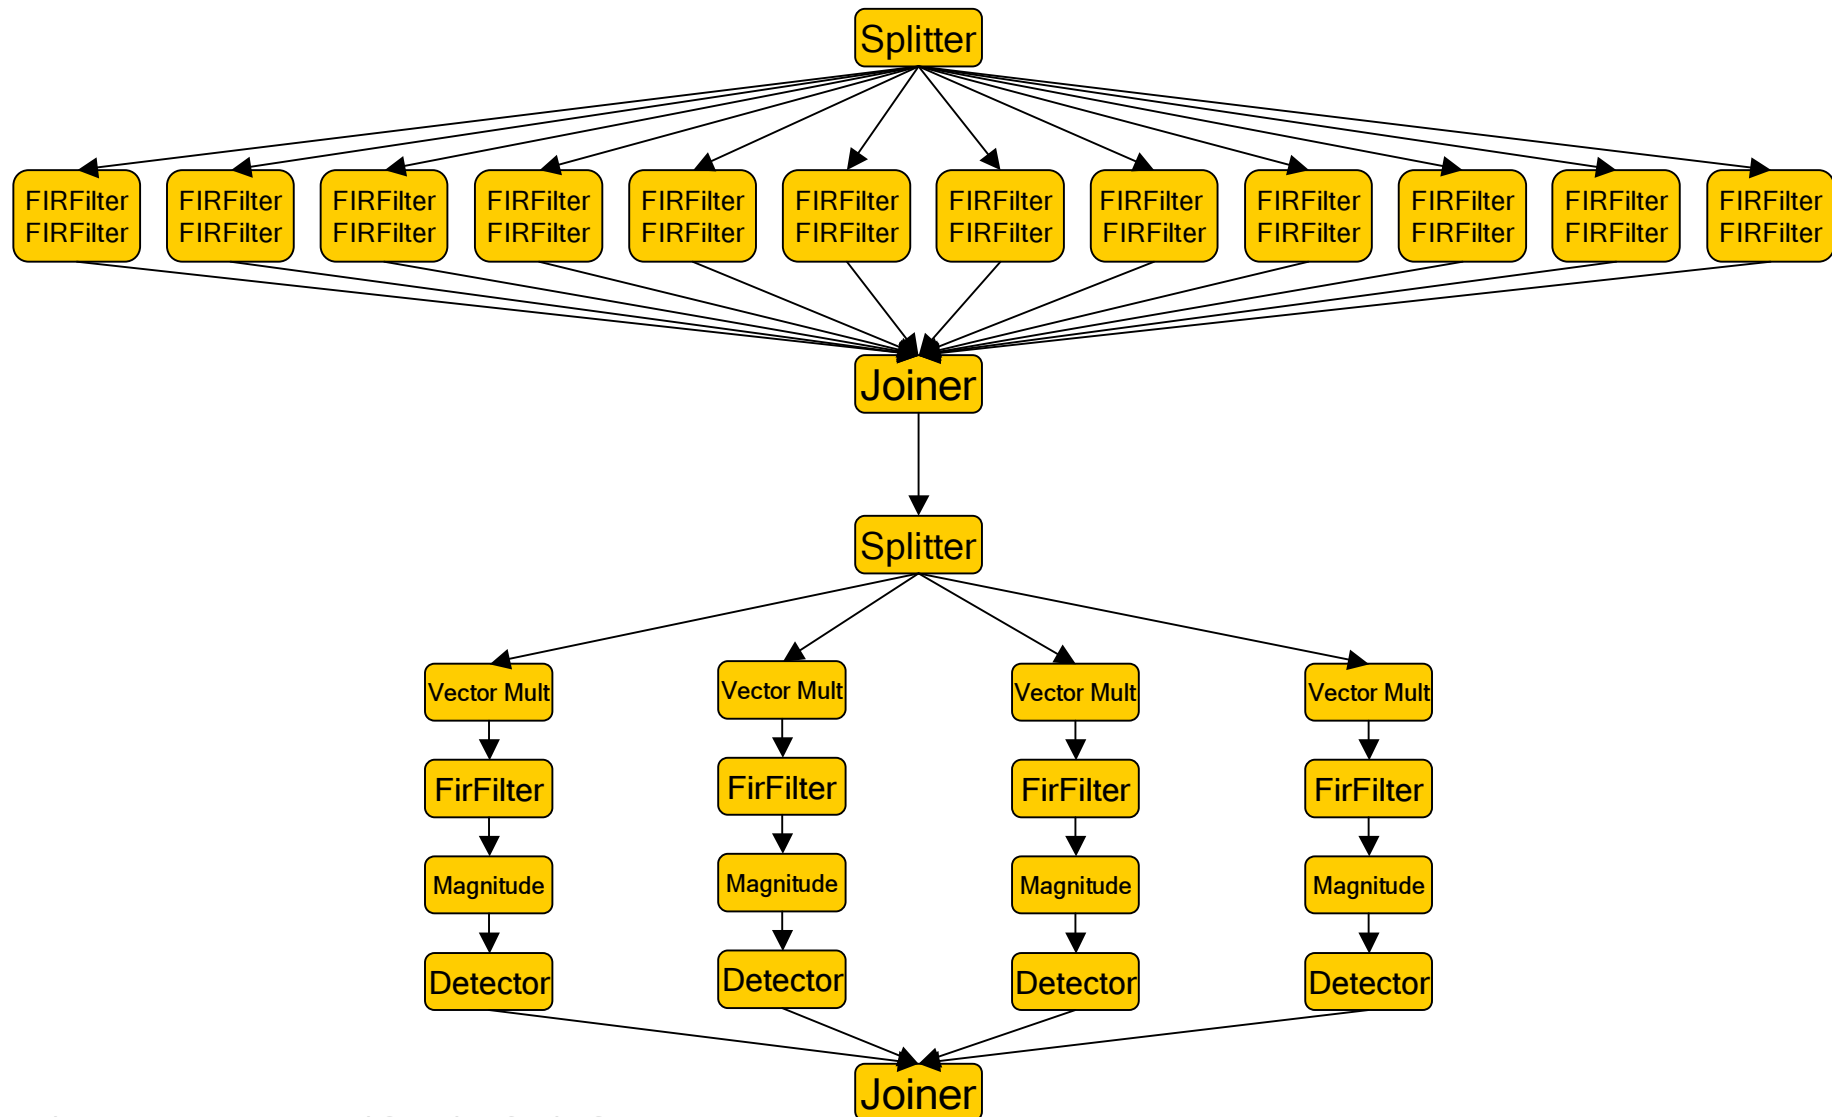 Splitter
FIRFilter FIRFilter FIRFilter FIRFilter FIRFilter FIRFilter FIRFilter FIRFilter FIRFilter FIRFilter FIRFilter FIRFilter
FIRFilter FIRFilter FIRFilter FIRFilter FIRFilter FIRFilter FIRFilter FIRFilter FIRFilter FIRFilter FIRFilter FIRFilter
Joiner
Splitter
Vector Mult Vector Mult Vector Mult Vector Mult
FirFilter FirFilter FirFilter FirFilter
Magnitude Magnitude Magnitude Magnitude
Detector Detector Detector Detector
Joiner